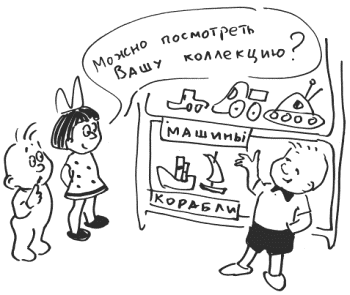 Можно посмотреть
Вашу коллекцию?
МАШИНЫ
КОРАБЛИ